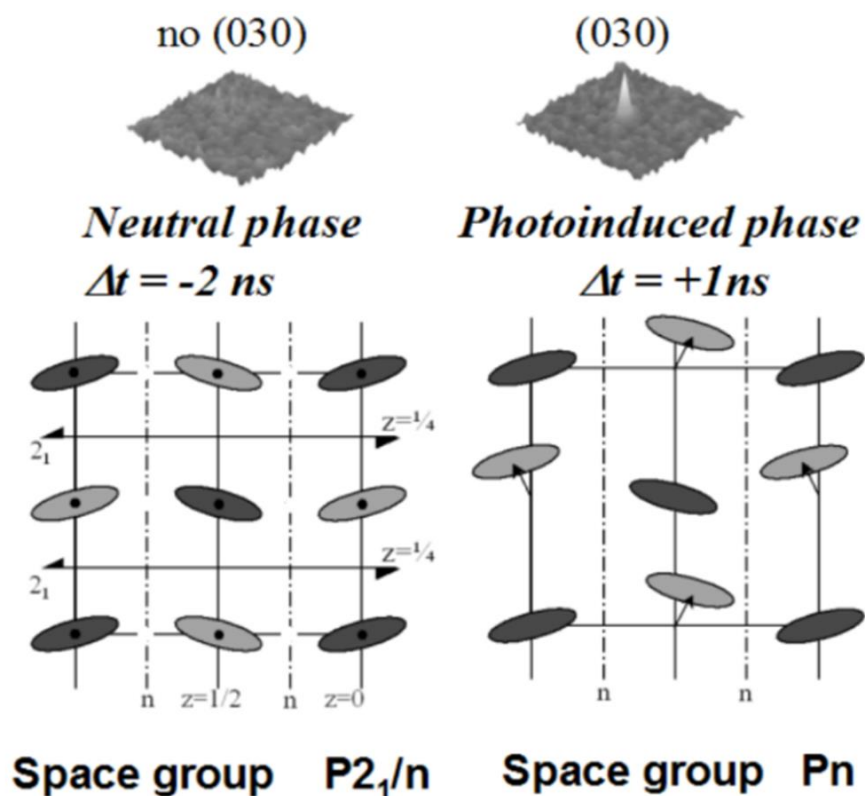 no (030) (030)
Neutral phase Photoinduced phase
Δt = -2 ns Δt = +1ns
z=¼
2₁
z=¼
2₁
n z=1/2 n z=0 n n
Space group P2₁/n Space group Pn